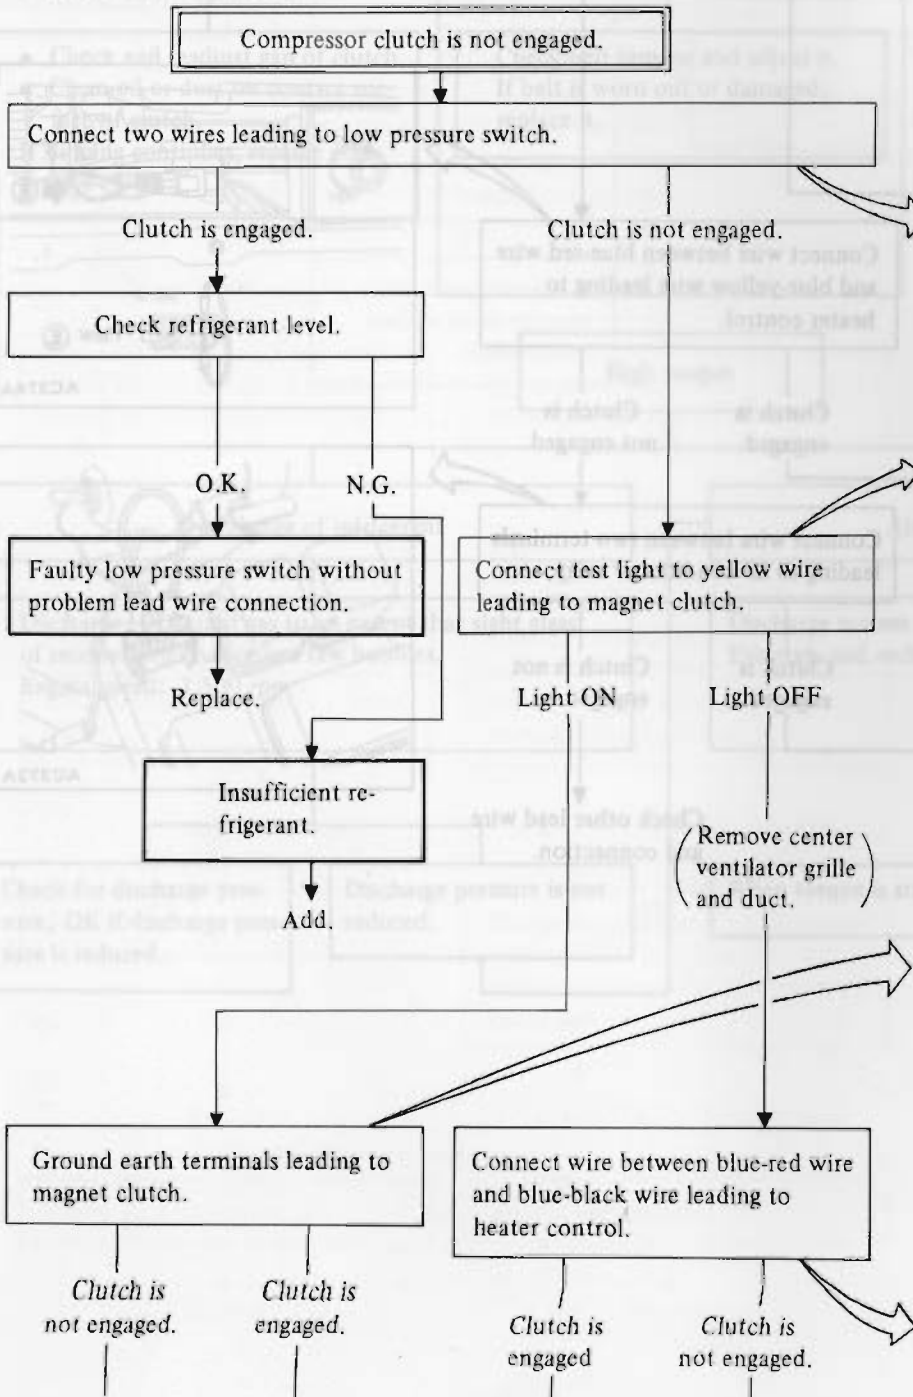 Compressor clutch is not engaged.
Connect two wires leading to low pressure switch.
Clutch is engaged.
Clutch is not engaged.
Check refrigerant level.
O.K.
N.G.
Faulty low pressure switch without
problem lead wire connection.
Replace.
Insufficient re-
frigerant.
Add.
Connect test light to yellow wire
leading to magnet clutch.
Light ON
Light OFF
(Remove center
ventilator grille
and duct.)
Ground earth terminals leading to
magnet clutch.
Clutch is
not engaged.
Clutch is
engaged.
Connect wire between blue-red wire
and blue-black wire leading to
heater control.
Clutch is
engaged
Clutch is
not engaged.